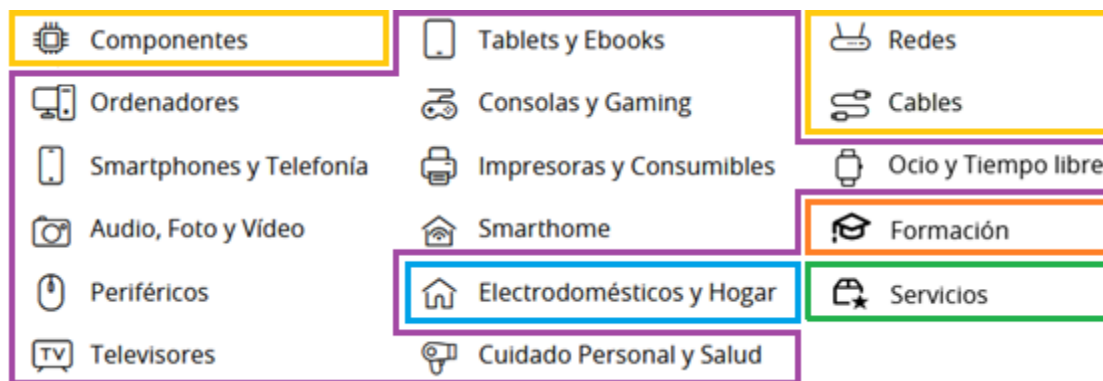 Componentes
Ordenadores
Smartphones y Telefonía
Audio, Foto y Vídeo
Periféricos
TV Televisores
Tablets y Ebooks
Consolas y Gaming
Impresoras y Consumibles
Smarthome
Electrodomésticos y Hogar
Cuidado Personal y Salud
Redes
Cables
Ocio y Tiempo libre
Formación
Servicios